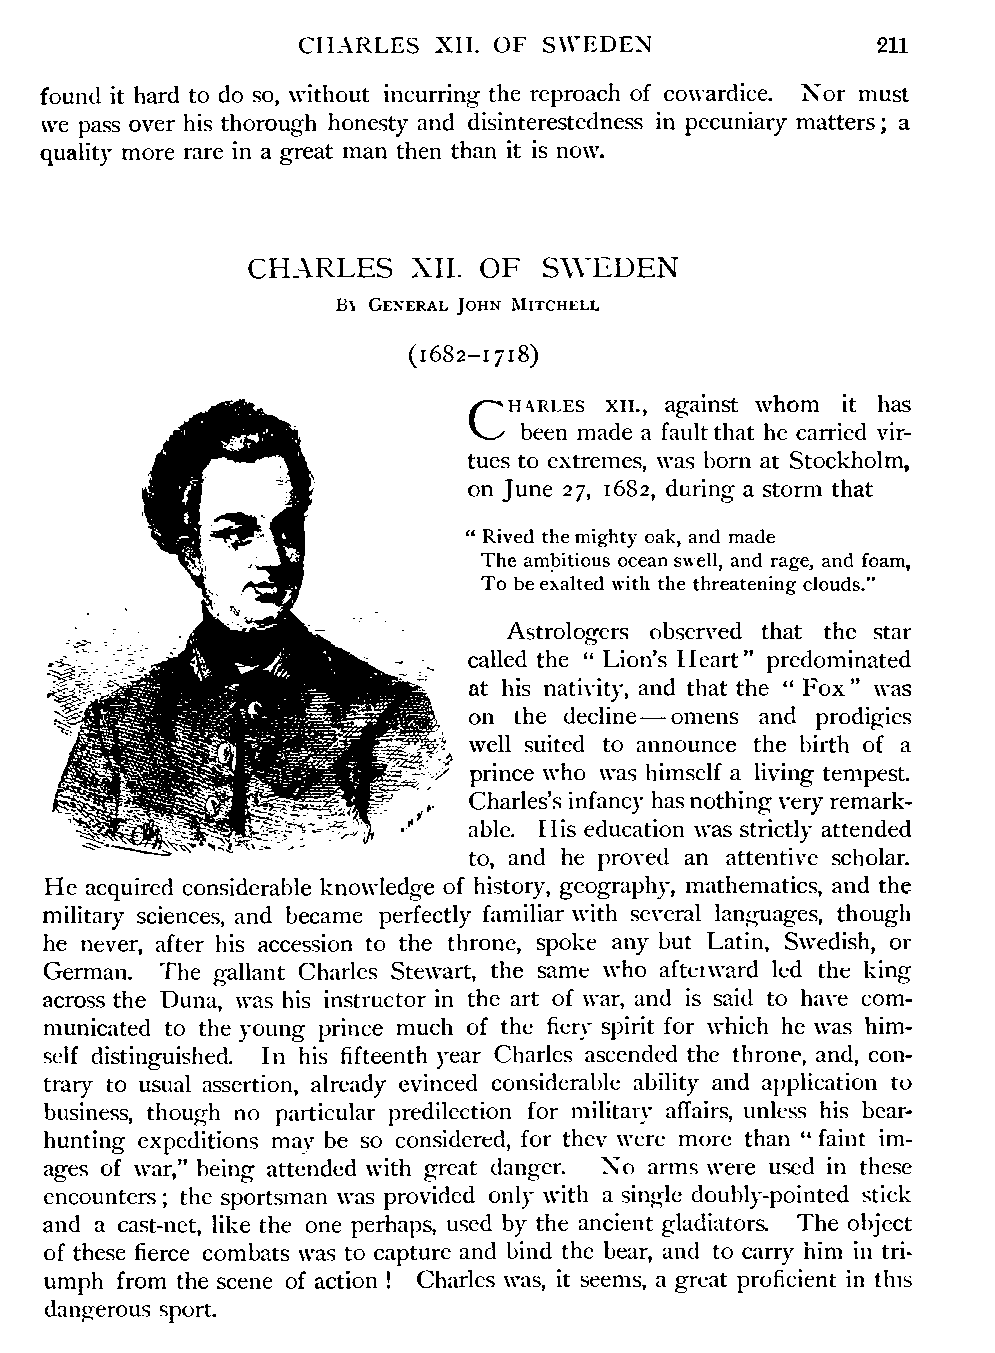 CHARLES XII. OF SWEDEN 211
found it hard to do so, without incurring the reproach of cowardice. Nor must
we pass over his thorough honesty and disinterestedness in pecuniary matters; a
quality more rare in a great man then than it is now.
CHARLES XII. OF SWEDEN
By General John Mitchell
(1682–1718)
CHARLES XII., against whom it has
been made a fault that he carried vir-
tues to extremes, was born at Stockholm,
on June 27, 1682, during a storm that
“ Rived the mighty oak, and made
The ambitious ocean swell, and rage, and foam,
To be exalted with the threatening clouds.”
Astrologers observed that the star
called the “ Lion's Heart” predominated
at his nativity, and that the “ Fox” was
on the decline—omens and prodigies
well suited to announce the birth of a
prince who was himself a living tempest.
Charles's infancy has nothing very remark-
able. His education was strictly attended
to, and he proved an attentive scholar.
He acquired considerable knowledge of history, geography, mathematics, and the
military sciences, and became perfectly familiar with several languages, though
he never, after his accession to the throne, spoke any but Latin, Swedish, or
German. The gallant Charles Stewart, the same who afterward led the king
across the Duna, was his instructor in the art of war, and is said to have com-
municated to the young prince much of the fiery spirit for which he was him-
self distinguished. In his fifteenth year Charles ascended the throne, and, con-
trary to usual assertion, already evinced considerable ability and application to
business, though no particular predilection for military affairs, unless his bear-
hunting expeditions may be so considered, for they were more than “ faint im-
ages of war,” being attended with great danger. No arms were used in these
encounters; the sportsman was provided only with a single doubly-pointed stick
and a cast-net, like the one perhaps, used by the ancient gladiators. The object
of these fierce combats was to capture and bind the bear, and to carry him in tri-
umph from the scene of action ! Charles was, it seems, a great proficient in this
dangerous sport.